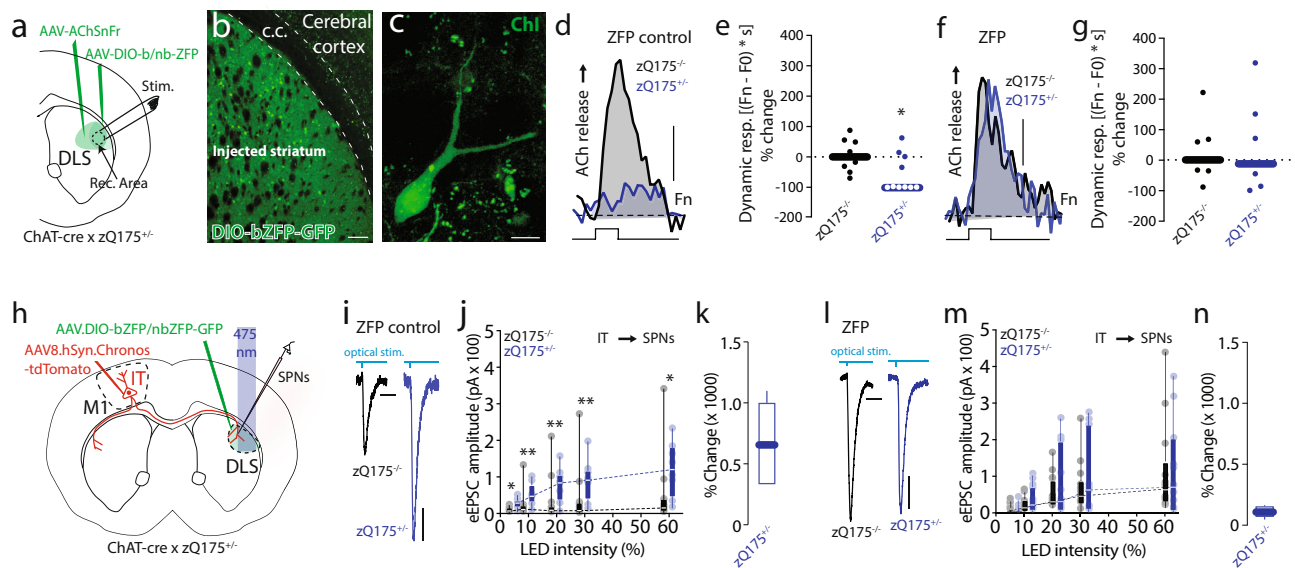 a
AAV-AChSnFr
AAV-DIO-b/nb-ZFP
Stim.
DLS
Rec. Area
ChAT-cre x zQ175+/-
b
c.c.
Cerebral
cortex
Injected striatum
DIO-bZFP-GFP
c
ChI
d
ZFP control
zQ175-/-
zQ175+/-
ACh release
Fn
e
Dynamic resp. [(Fn - F0) * s]
% change
400
300
200
100
0
-100
-200
*
zQ175-/-
zQ175+/-
f
ZFP
zQ175-/-
zQ175+/-
ACh release
Fn
g
Dynamic resp. [(Fn - F0) * s]
% change
400
300
200
100
0
-100
-200
zQ175-/-
zQ175+/-
h
AAV.DIO-bZFP/nbZFP-GFP
AAV8.hSyn.Chronos
-tdTomato
475
nm
IT
M1
SPNs
DLS
ChAT-cre x zQ175+/-
i
ZFP control
optical stim.
zQ175-/-
zQ175+/-
j
zQ175-/-
zQ175+/-
IT → SPNs
eEPSC amplitude (pA x 100)
5
4
3
2
1
0
* ** ** ** *
0 10 20 30 40 50 60
LED intensity (%)
k
% Change (x 1000)
1.5
1.0
0.5
0
zQ175+/-
l
ZFP
optical stim.
zQ175-/-
zQ175+/-
m
zQ175-/-
zQ175+/-
IT → SPNs
eEPSC amplitude (pA x 100)
5
4
3
2
1
0
0 10 20 30 40 50 60
LED intensity (%)
n
% Change (x 1000)
1.5
1.0
0.5
0
zQ175+/-